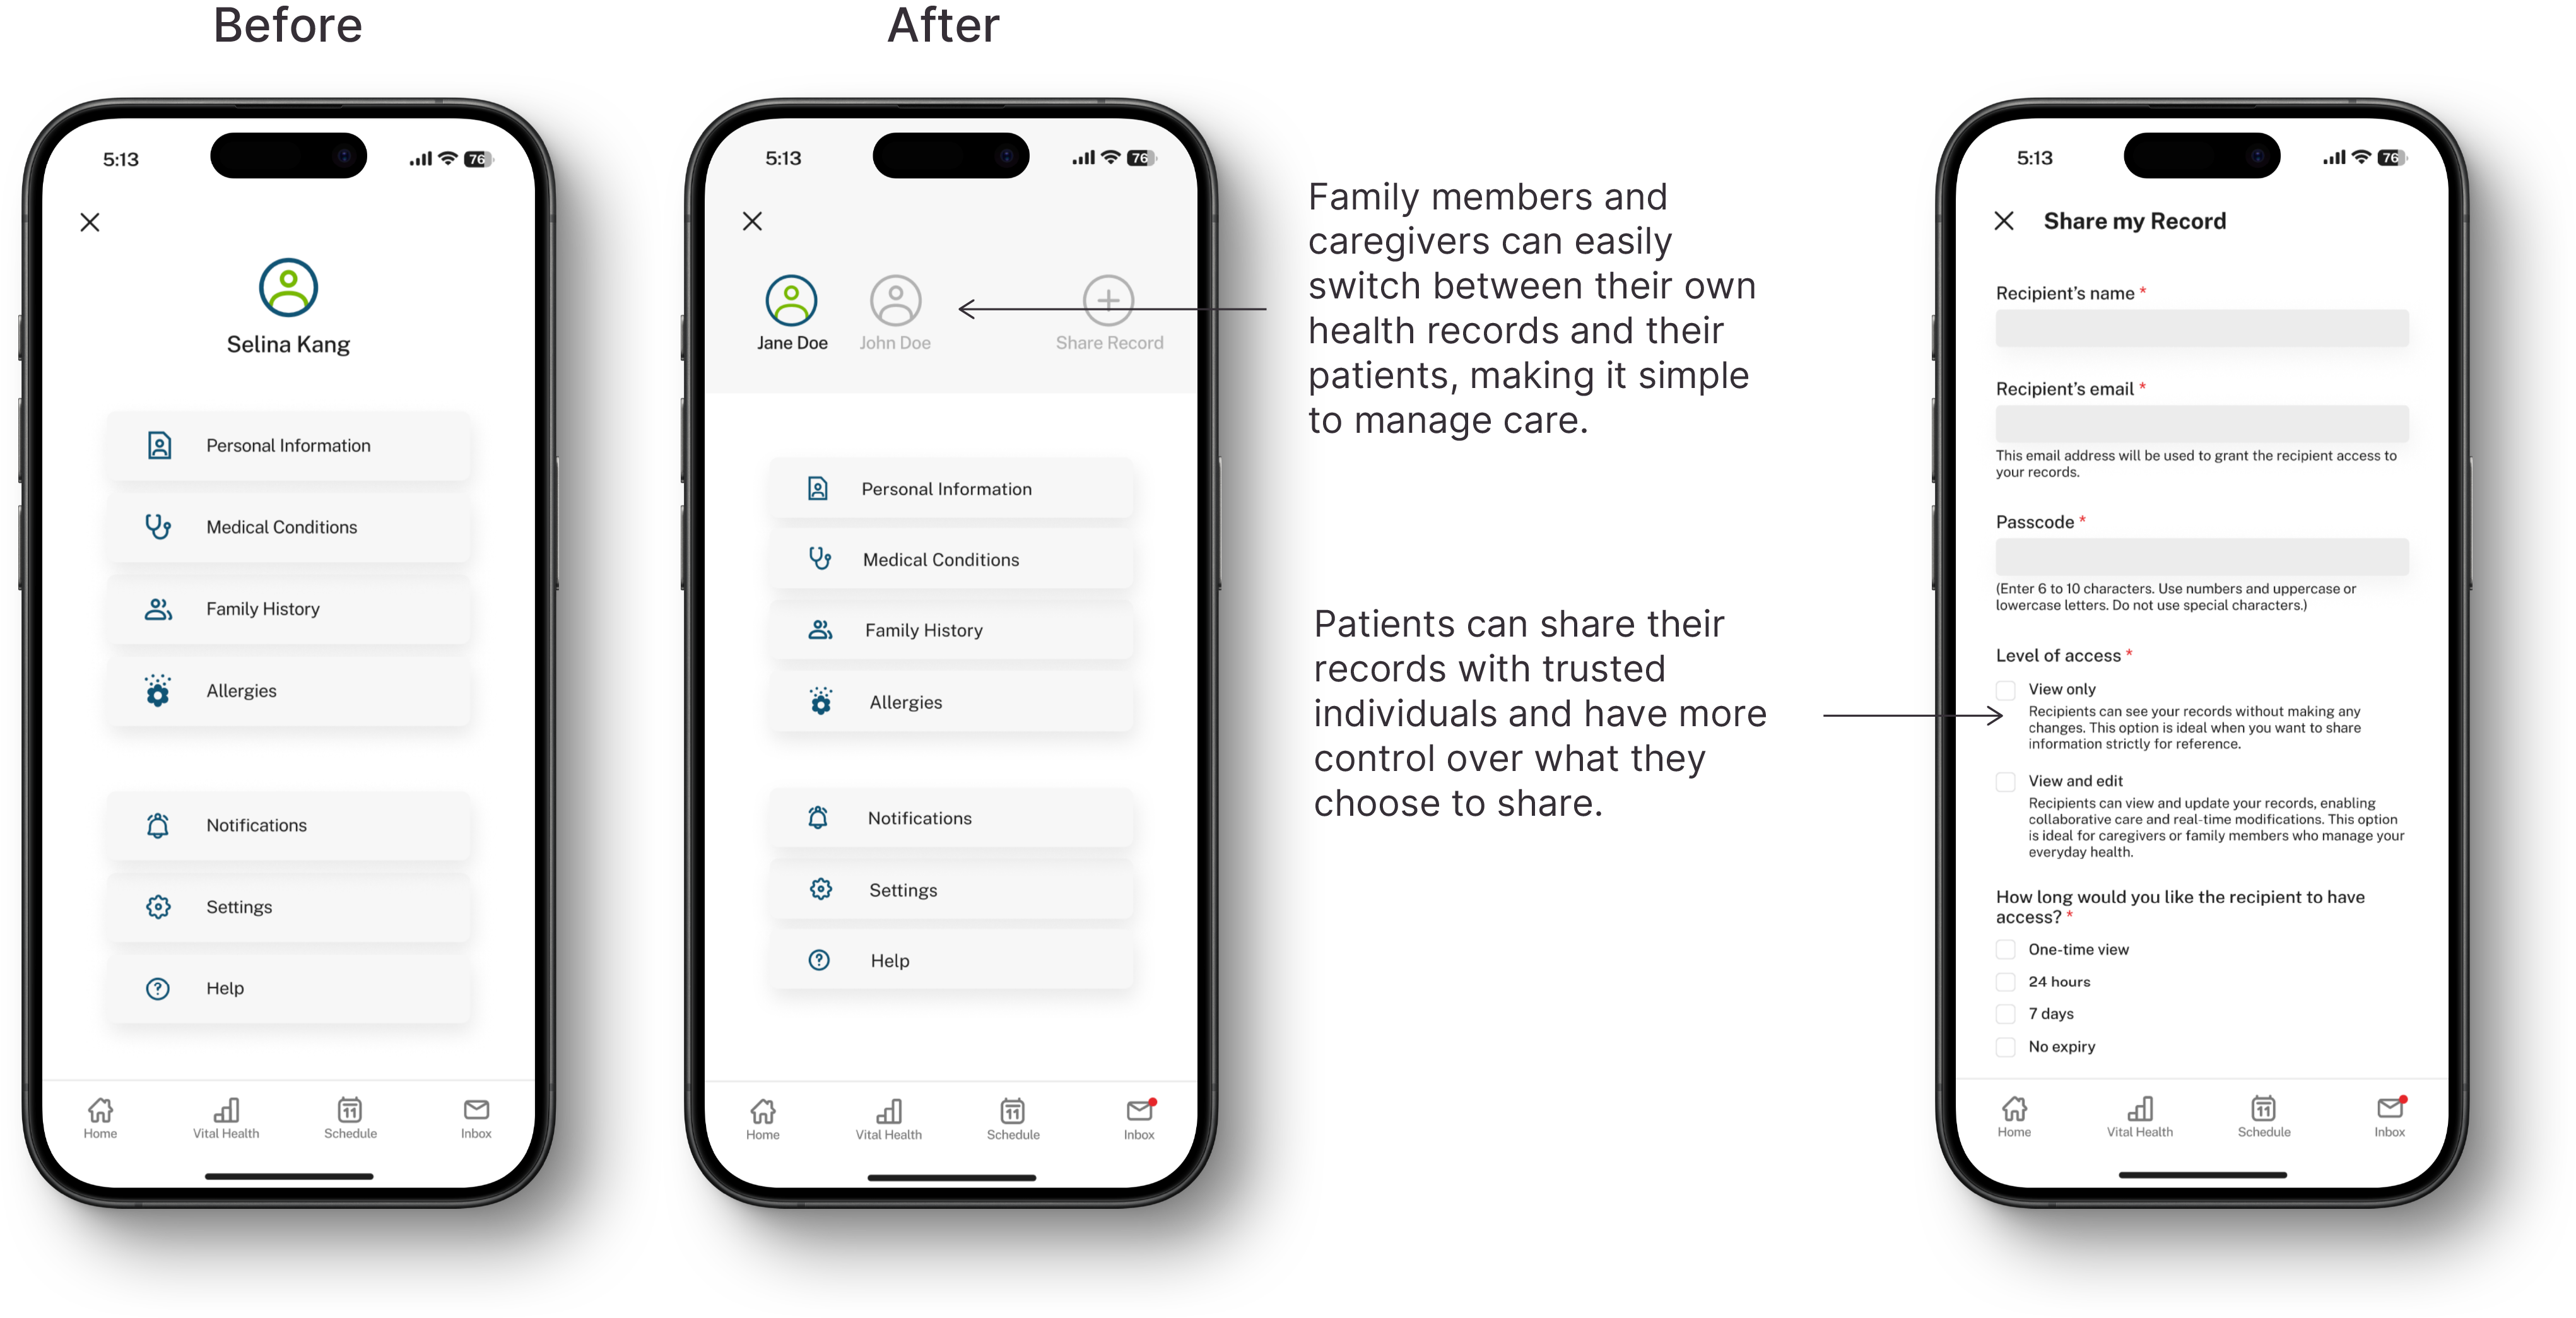 Before
After
5:13
76
Selina Kang
Personal Information
Medical Conditions
Family History
Allergies
Notifications
Settings
Help
Home
Vital Health
11
Schedule
Inbox
5:13
76
Jane Doe
John Doe
Share Record
Personal Information
Medical Conditions
Family History
Allergies
Notifications
Settings
Help
Home
Vital Health
11
Schedule
Inbox
Family members and
caregivers can easily
switch between their own
health records and their
patients, making it simple
to manage care.
Patients can share their
records with trusted
individuals and have more
control over what they
choose to share.
5:13
76
Share my Record
Recipient’s name *
Recipient’s email *
This email address will be used to grant the recipient access to
your records.
Passcode *
(Enter 6 to 10 characters. Use numbers and uppercase or
lowercase letters. Do not use special characters.)
Level of access *
View only
Recipients can see your records without making any
changes. This option is ideal when you want to share
information strictly for reference.
View and edit
Recipients can view and update your records, enabling
collaborative care and real-time modifications. This option
is ideal for caregivers or family members who manage your
everyday health.
How long would you like the recipient to have
access? *
One-time view
24 hours
7 days
No expiry
Home
Vital Health
11
Schedule
Inbox